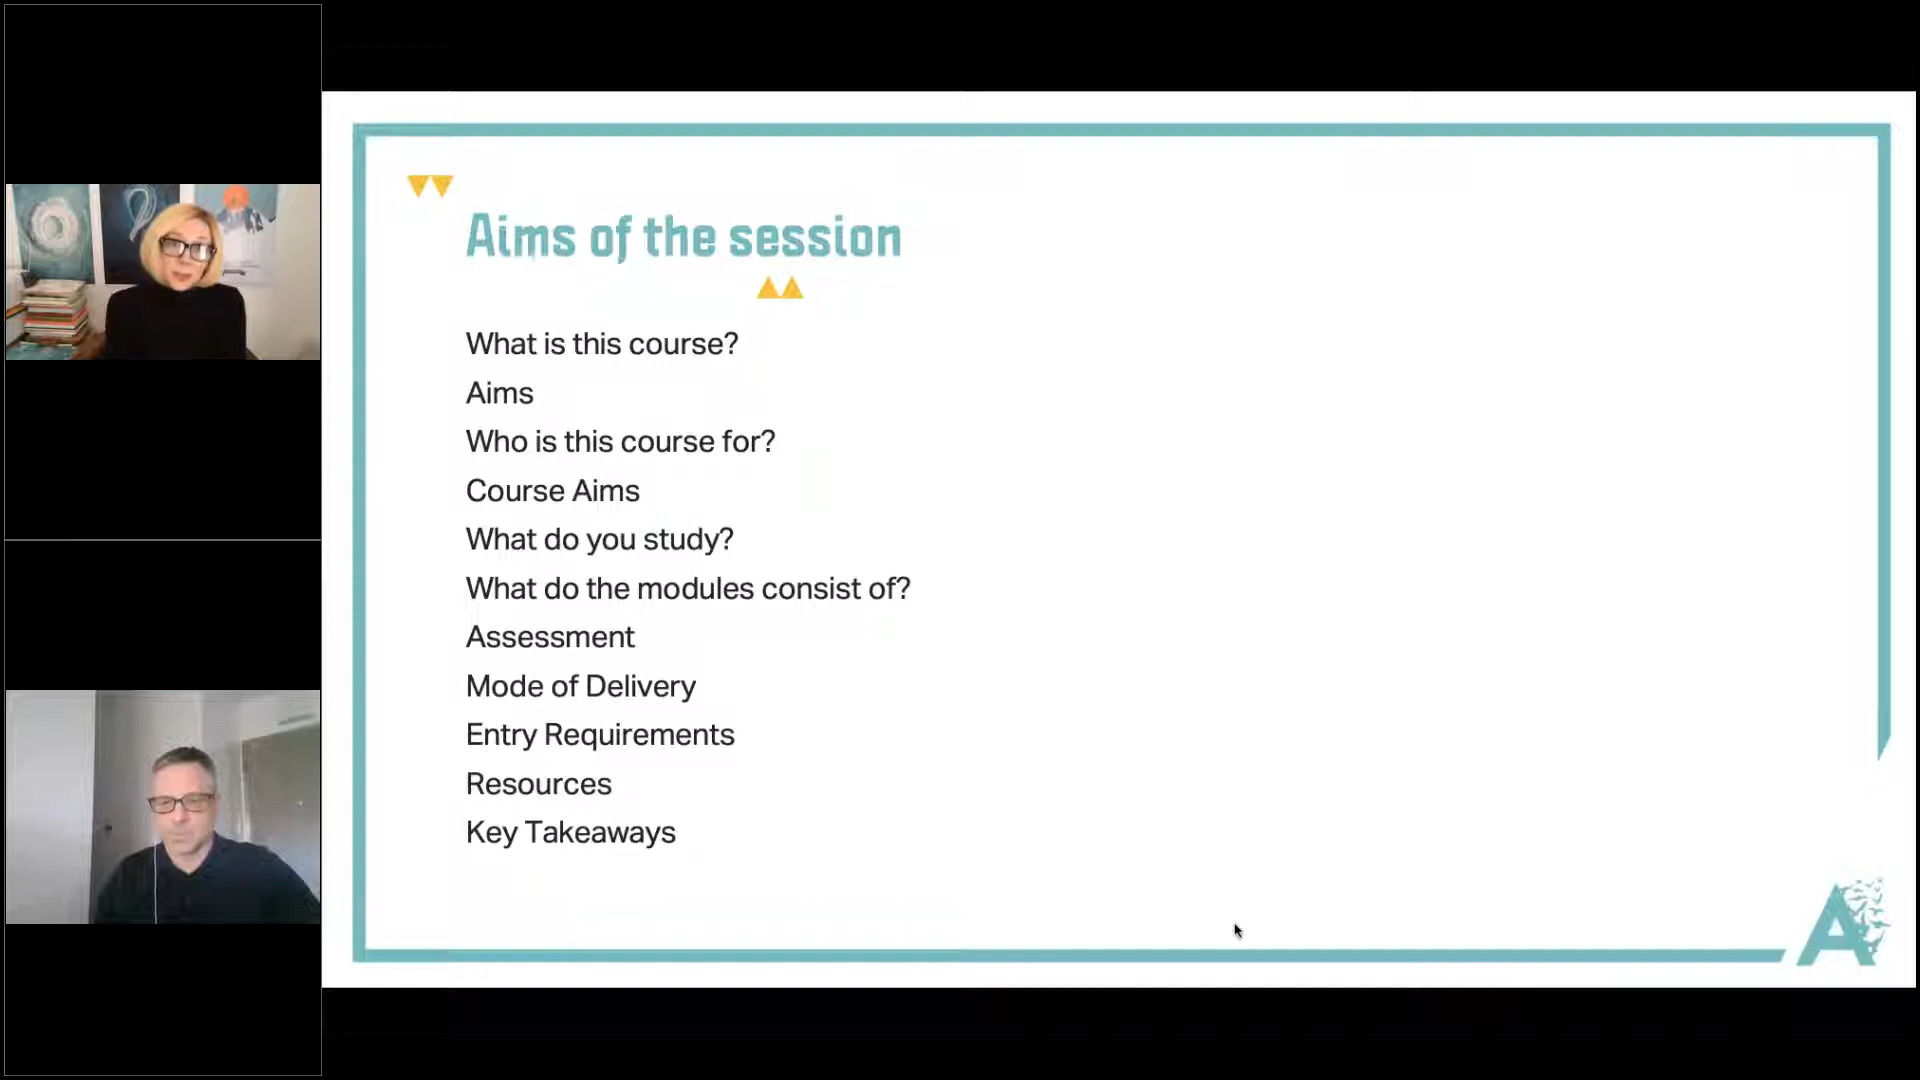 Aims of the session
What is this course?
Aims
Who is this course for?
Course Aims
What do you study?
What do the modules consist of?
Assessment
Mode of Delivery
Entry Requirements
Resources
Key Takeaways
A